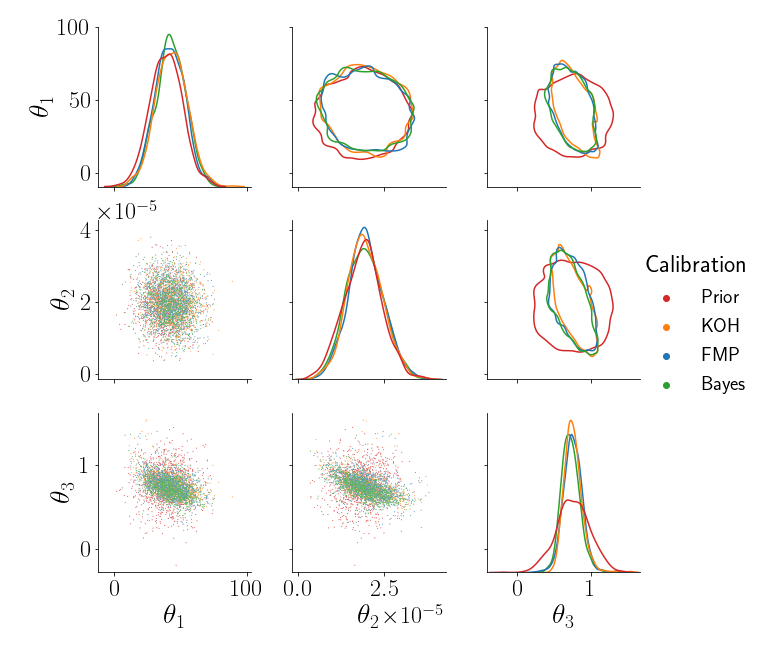 100
50
0
θ1
×10−5
4
2
0
θ2
Calibration
Prior
KOH
FMP
Bayes
1
0
θ3
0 100 0.0 2.5 0 1
θ1 θ2 ×10−5 θ3